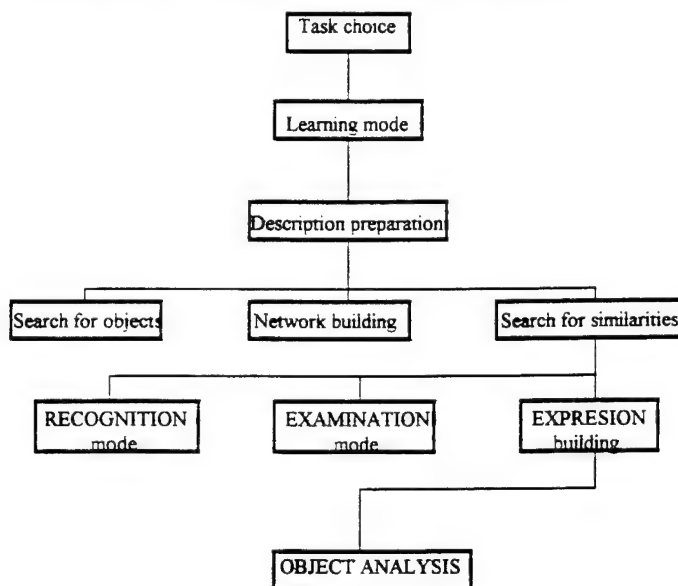 Task choice
Learning mode
Description preparation
Search for objects
Network building
Search for similarities
RECOGNITION
mode
EXAMINATION
mode
EXPRESION
building
OBJECT ANALYSIS